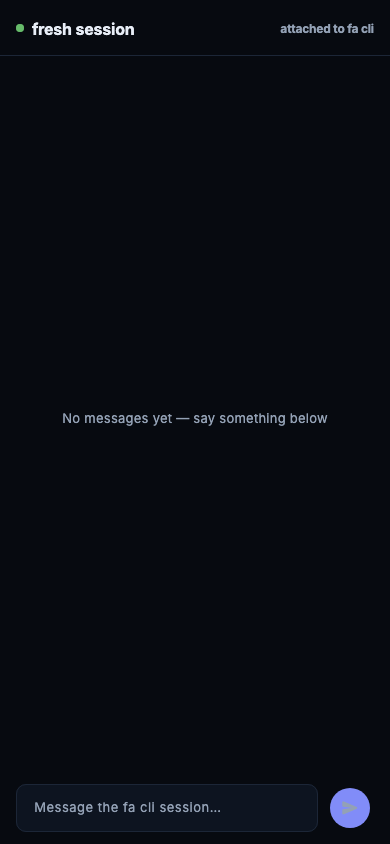 fresh session
attached to fa cli
No messages yet — say something below
Message the fa cli session...